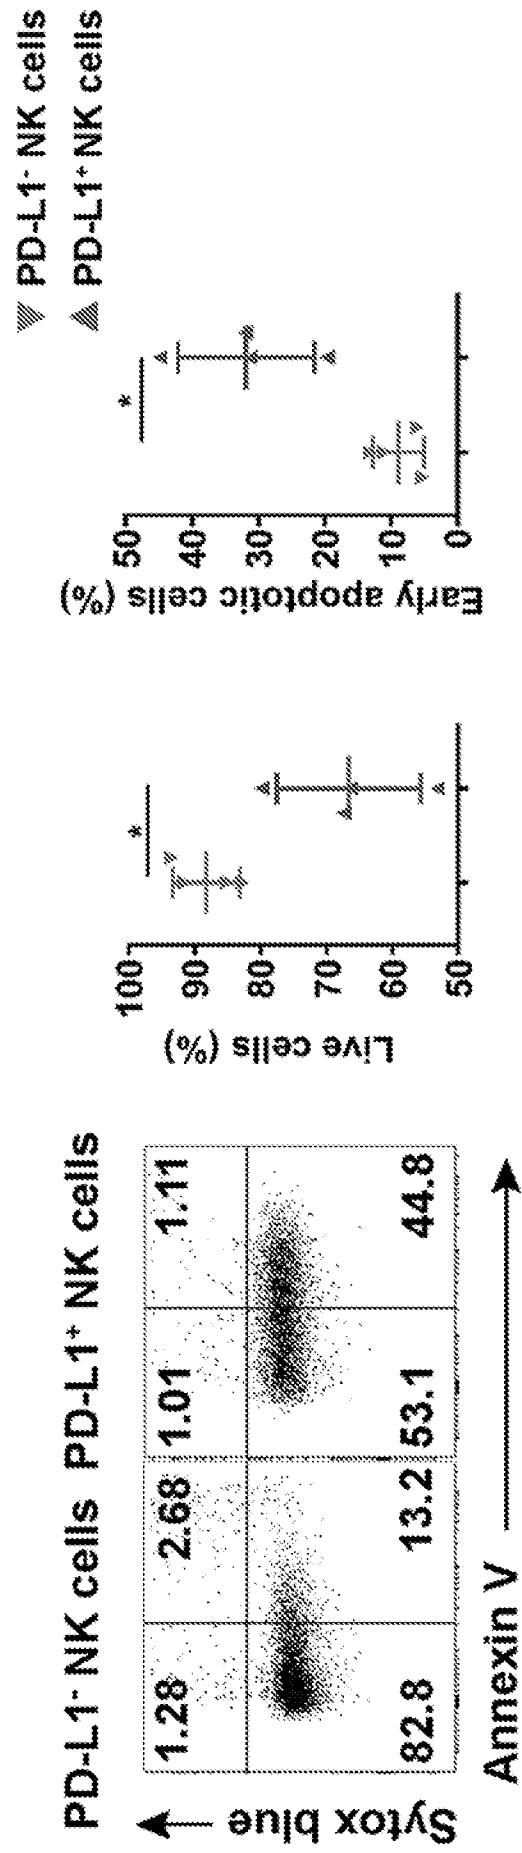 PD-L1- NK cells PD-L1+ NK cells
1.28 2.68 1.01 1.11
82.8 13.2 53.1 44.8
Sytox blue
Annexin V
Live cells (%)
100
90
80
70
60
50
*
Early apoptotic cells (%)
50
40
30
20
10
0
*
PD-L1- NK cells
PD-L1+ NK cells